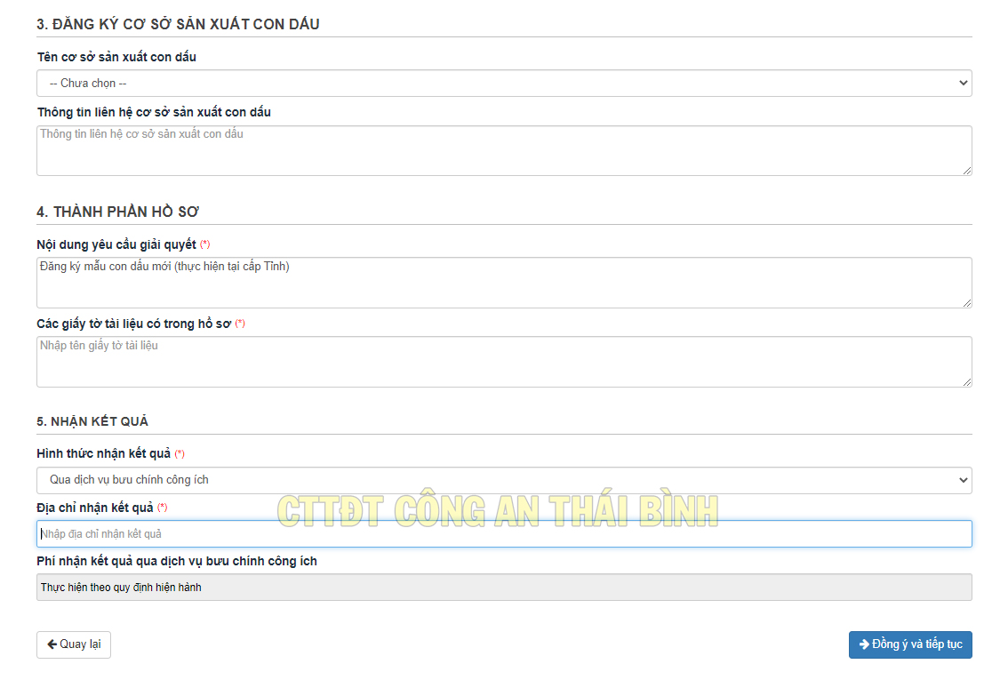 3. ĐĂNG KÝ CƠ SỞ SẢN XUẤT CON DẤU
Tên cơ sở sản xuất con dấu
-- Chưa chọn --
Thông tin liên hệ cơ sở sản xuất con dấu
Thông tin liên hệ cơ sở sản xuất con dấu
4. THÀNH PHẦN HỒ SƠ
Nội dung yêu cầu giải quyết (*)
Đăng ký mẫu con dấu mới (thực hiện tại cấp Tỉnh)
Các giấy tờ tài liệu có trong hồ sơ (*)
Nhập tên giấy tờ tài liệu
5. NHẬN KẾT QUẢ
Hình thức nhận kết quả (*)
Qua dịch vụ bưu chính công ích
CTTĐT CÔNG AN THÁI BÌNH
Địa chỉ nhận kết quả (*)
Nhập địa chỉ nhận kết quả
Phí nhận kết quả qua dịch vụ bưu chính công ích
Thực hiện theo quy định hiện hành
Quay lại
Đồng ý và tiếp tục